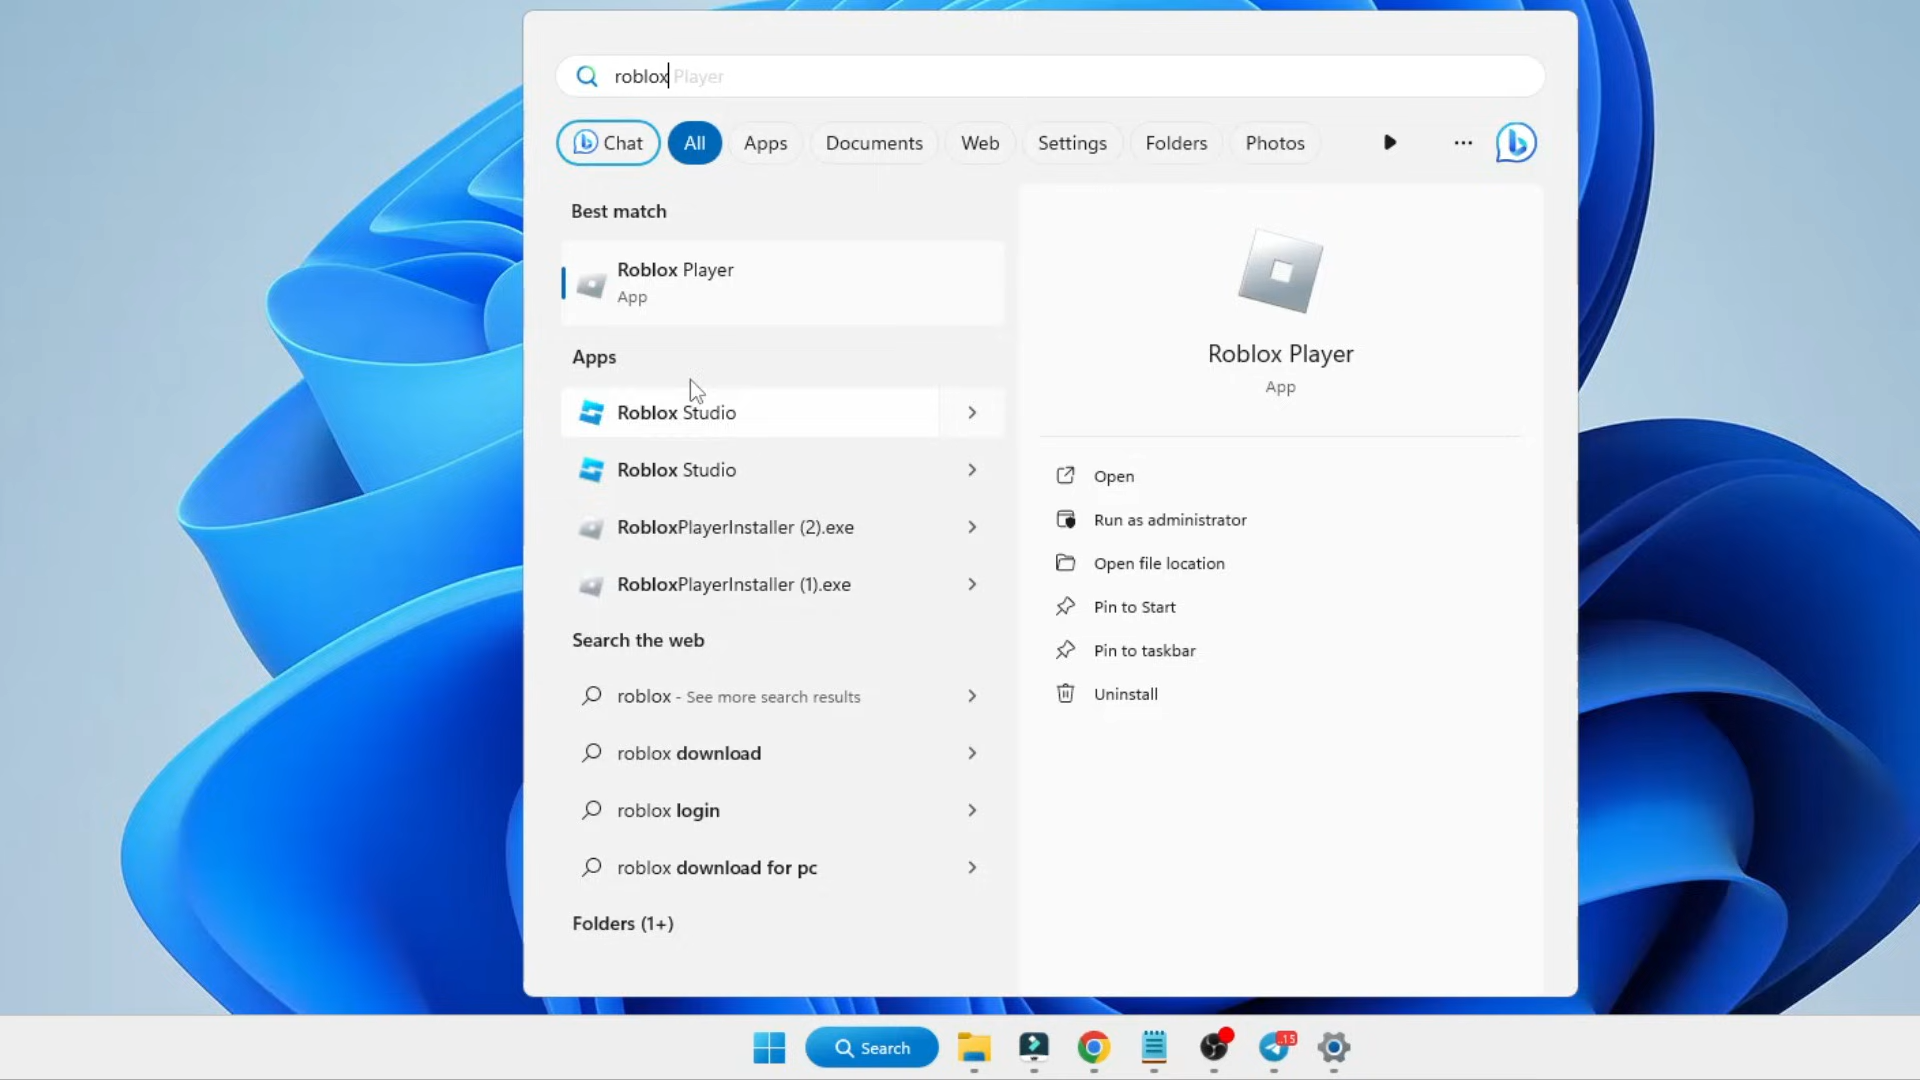 roblox Player
Chat All Apps Documents Web Settings Folders Photos
Best match
Roblox Player
App
Apps
Roblox Studio
Roblox Studio
RobloxPlayerInstaller (2).exe
RobloxPlayerInstaller (1).exe
Search the web
roblox - See more search results
roblox download
roblox login
roblox download for pc
Folders (1+)
Roblox Player
App
Open
Run as administrator
Open file location
Pin to Start
Pin to taskbar
Uninstall
Search
..15